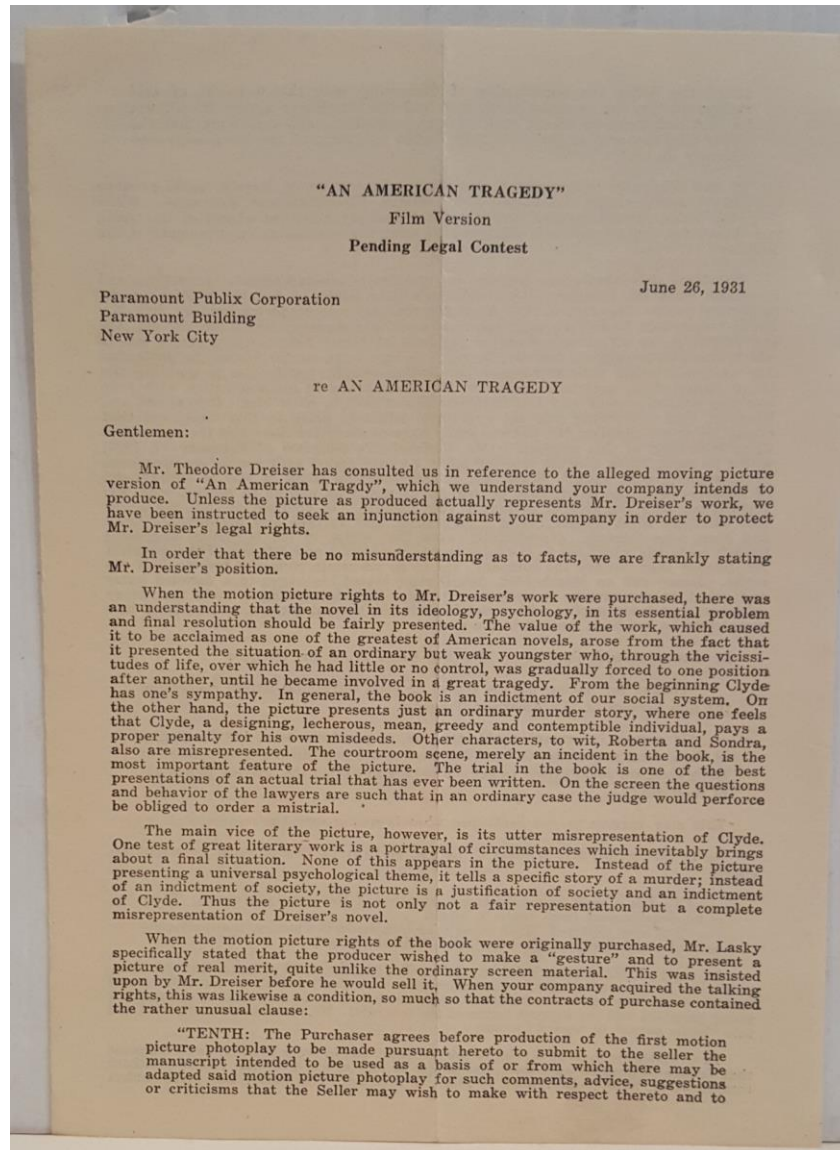 "AN AMERICAN TRAGEDY"
Film Version
Pending Legal Contest
June 26, 1931
Paramount Publix Corporation
Paramount Building
New York City
re AN AMERICAN TRAGEDY
Gentlemen:
Mr. Theodore Dreiser has consulted us in reference to the alleged moving picture
version of "An American Tragdy", which we understand your company intends to
produce. Unless the picture as produced actually represents Mr. Dreiser's work, we
have been instructed to seek an injunction against your company in order to protect
Mr. Dreiser's legal rights.
In order that there be no misunderstanding as to facts, we are frankly stating
Mr. Dreiser's position.
When the motion picture rights to Mr. Dreiser's work were purchased, there was
an understanding that the novel in its ideology, psychology, in its essential problem
and final resolution should be fairly presented. The value of the work, which caused
it to be acclaimed as one of the greatest of American novels, arose from the fact that
it presented the situation of an ordinary but weak youngster who, through the vicissi-
tudes of life, over which he had little or no control, was gradually forced to one position
after another, until he became involved in a great tragedy. From the beginning Clyde
has one's sympathy. In general, the book is an indictment of our social system. On
the other hand, the picture presents just an ordinary murder story, where one feels
that Clyde, a designing, lecherous, mean, greedy and contemptible individual, pays a
proper penalty for his own misdeeds. Other characters, to wit, Roberta and Sondra,
also are misrepresented. The courtroom scene, merely an incident in the book, is the
most important feature of the picture. The trial in the book is one of the best
presentations of an actual trial that has ever been written. On the screen the questions
and behavior of the lawyers are such that in an ordinary case the judge would perforce
be obliged to order a mistrial.
The main vice of the picture, however, is its utter misrepresentation of Clyde.
One test of great literary work is a portrayal of circumstances which inevitably brings
about a final situation. None of this appears in the picture. Instead of the picture
presenting a universal psychological theme, it tells a specific story of a murder; instead
of an indictment of society, the picture is a justification of society and an indictment
of Clyde. Thus the picture is not only not a fair representation but a complete
misrepresentation of Dreiser's novel.
When the motion picture rights of the book were originally purchased, Mr. Lasky
specifically stated that the producer wished to make a "gesture" and to present a
picture of real merit, quite unlike the ordinary screen material. This was insisted
upon by Mr. Dreiser before he would sell it. When your company acquired the talking
rights, this was likewise a condition, so much so that the contracts of purchase contained
the rather unusual clause:
"TENTH: The Purchaser agrees before production of the first motion
picture photoplay to be made pursuant hereto to submit to the seller the
manuscript intended to be used as a basis of or from which there may be
adapted said motion picture photoplay for such comments, advice, suggestions
or criticisms that the Seller may wish to make with respect thereto and to